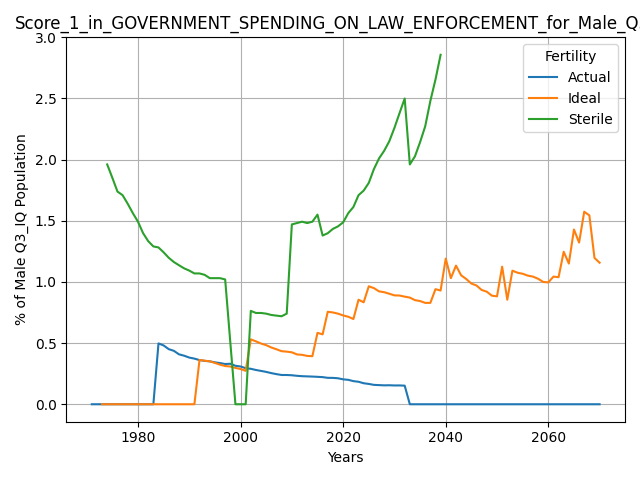 Score_1_in_GOVERNMENT_SPENDING_ON_LAW_ENFORCEMENT_for_Male_Q
3.0
2.5
2.0
1.5
1.0
0.5
0.0
% of Male Q3_IQ Population
Fertility
Actual
Ideal
Sterile
1980
2000
2020
2040
2060
Years